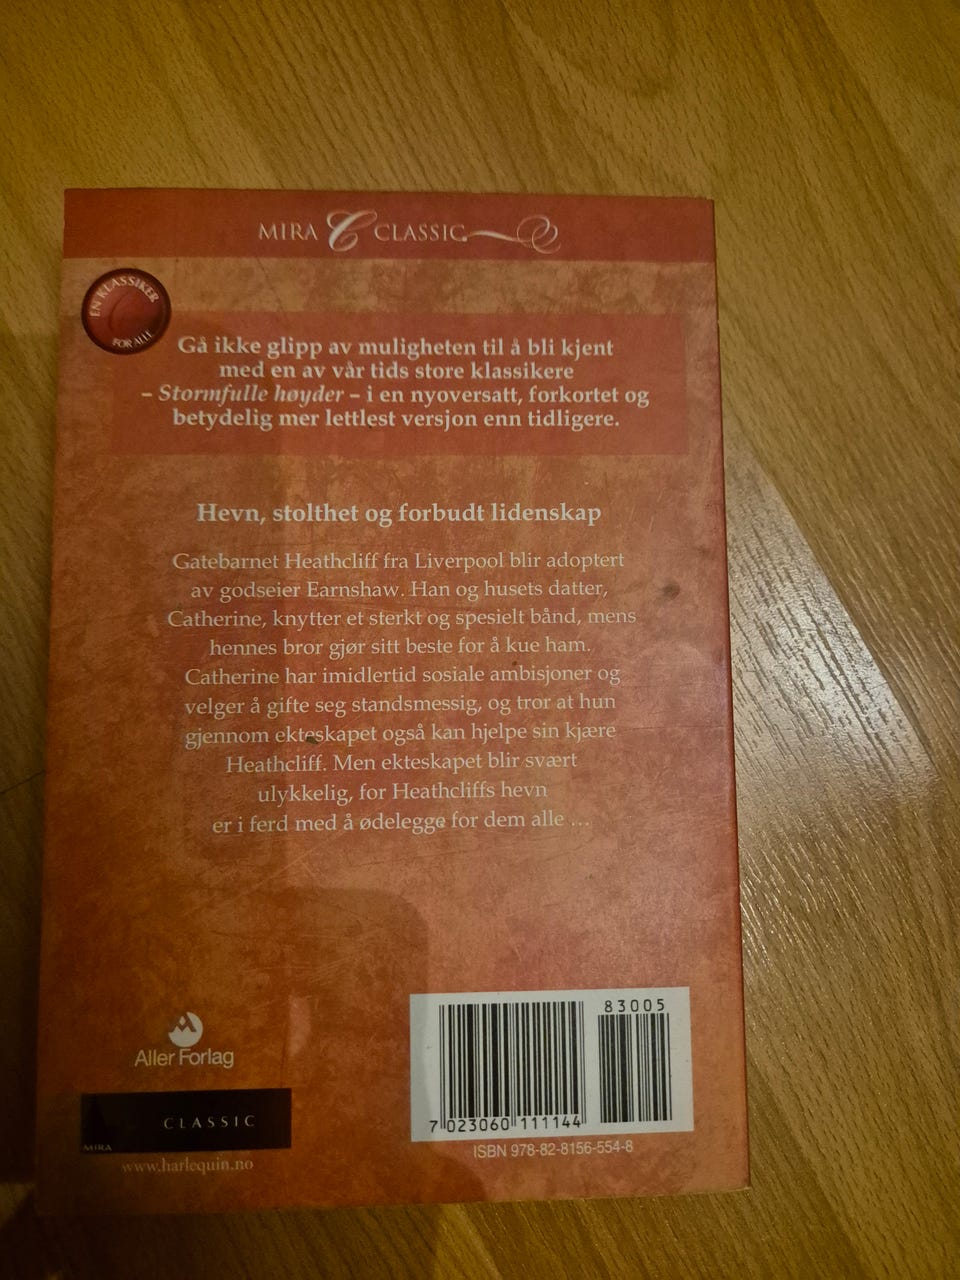 MIRA C CLASSIC
EN KLASSIKER
FOR ALLE
Gå ikke glipp av muligheten til å bli kjent
med en av vår tids store klassikere
– Stormfulle høyder – i en nyoversatt, forkortet og
betydelig mer lettlest versjon enn tidligere.
Hevn, stolthet og forbudt lidenskap
Gatebarnet Heathcliff fra Liverpool blir adoptert
av godseier Earnshaw. Han og husets datter,
Catherine, knytter et sterkt og spesielt bånd, mens
hennes bror gjør sitt beste for å kue ham.
Catherine har imidlertid sosiale ambisjoner og
velger å gifte seg standsmessig, og tror at hun
gjennom ekteskapet også kan hjelpe sin kjære
Heathcliff. Men ekteskapet blir svært
ulykkelig, for Heathcliffs hevn
er i ferd med å ødelegge for dem alle …
Aller Forlag
CLASSIC
MIRA
www.harlequin.no
83005
7 023060 111144
ISBN 978-82-8156-554-8